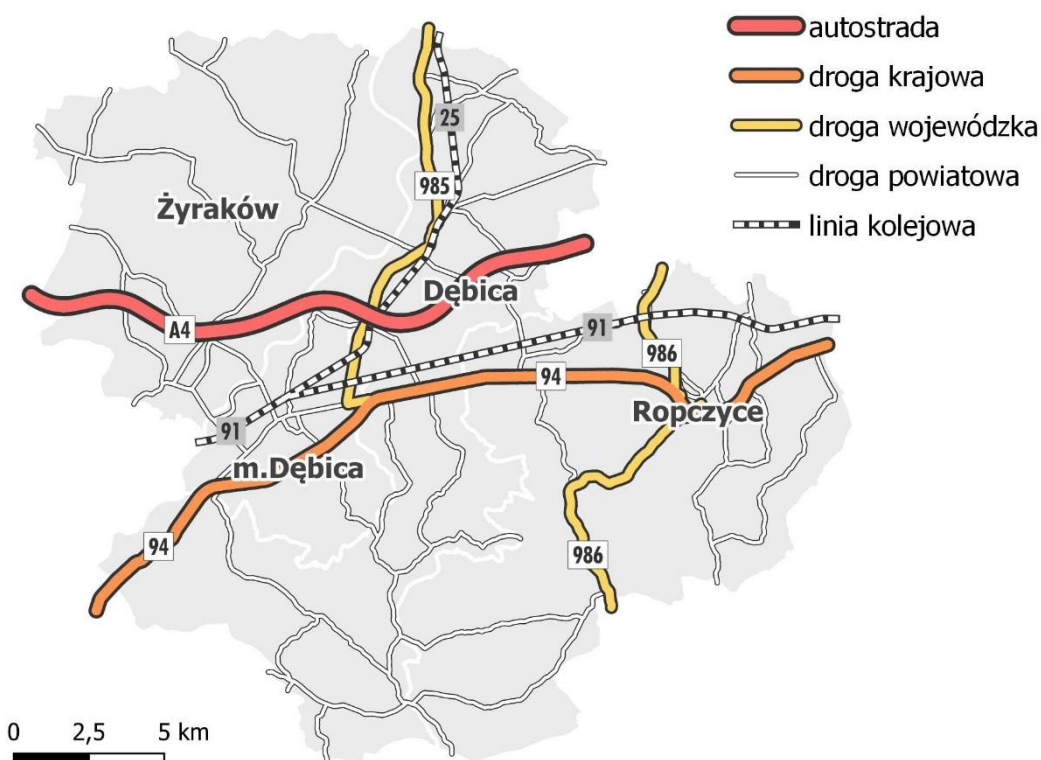 autostrada
droga krajowa
droga wojewódzka
droga powiatowa
linia kolejowa
25
985
Żyraków
Dębica
A4
91
986
94
Ropczyce
91
m.Dębica
94
986
0 2,5 5 km